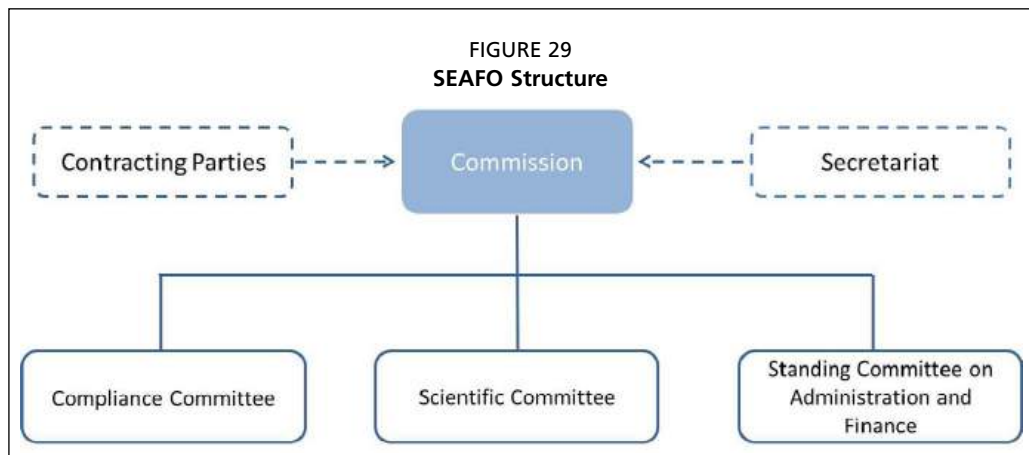 FIGURE 29
SEAFO Structure
Contracting Parties
Commission
Secretariat
Compliance Committee
Scientific Committee
Standing Committee on
Administration and
Finance